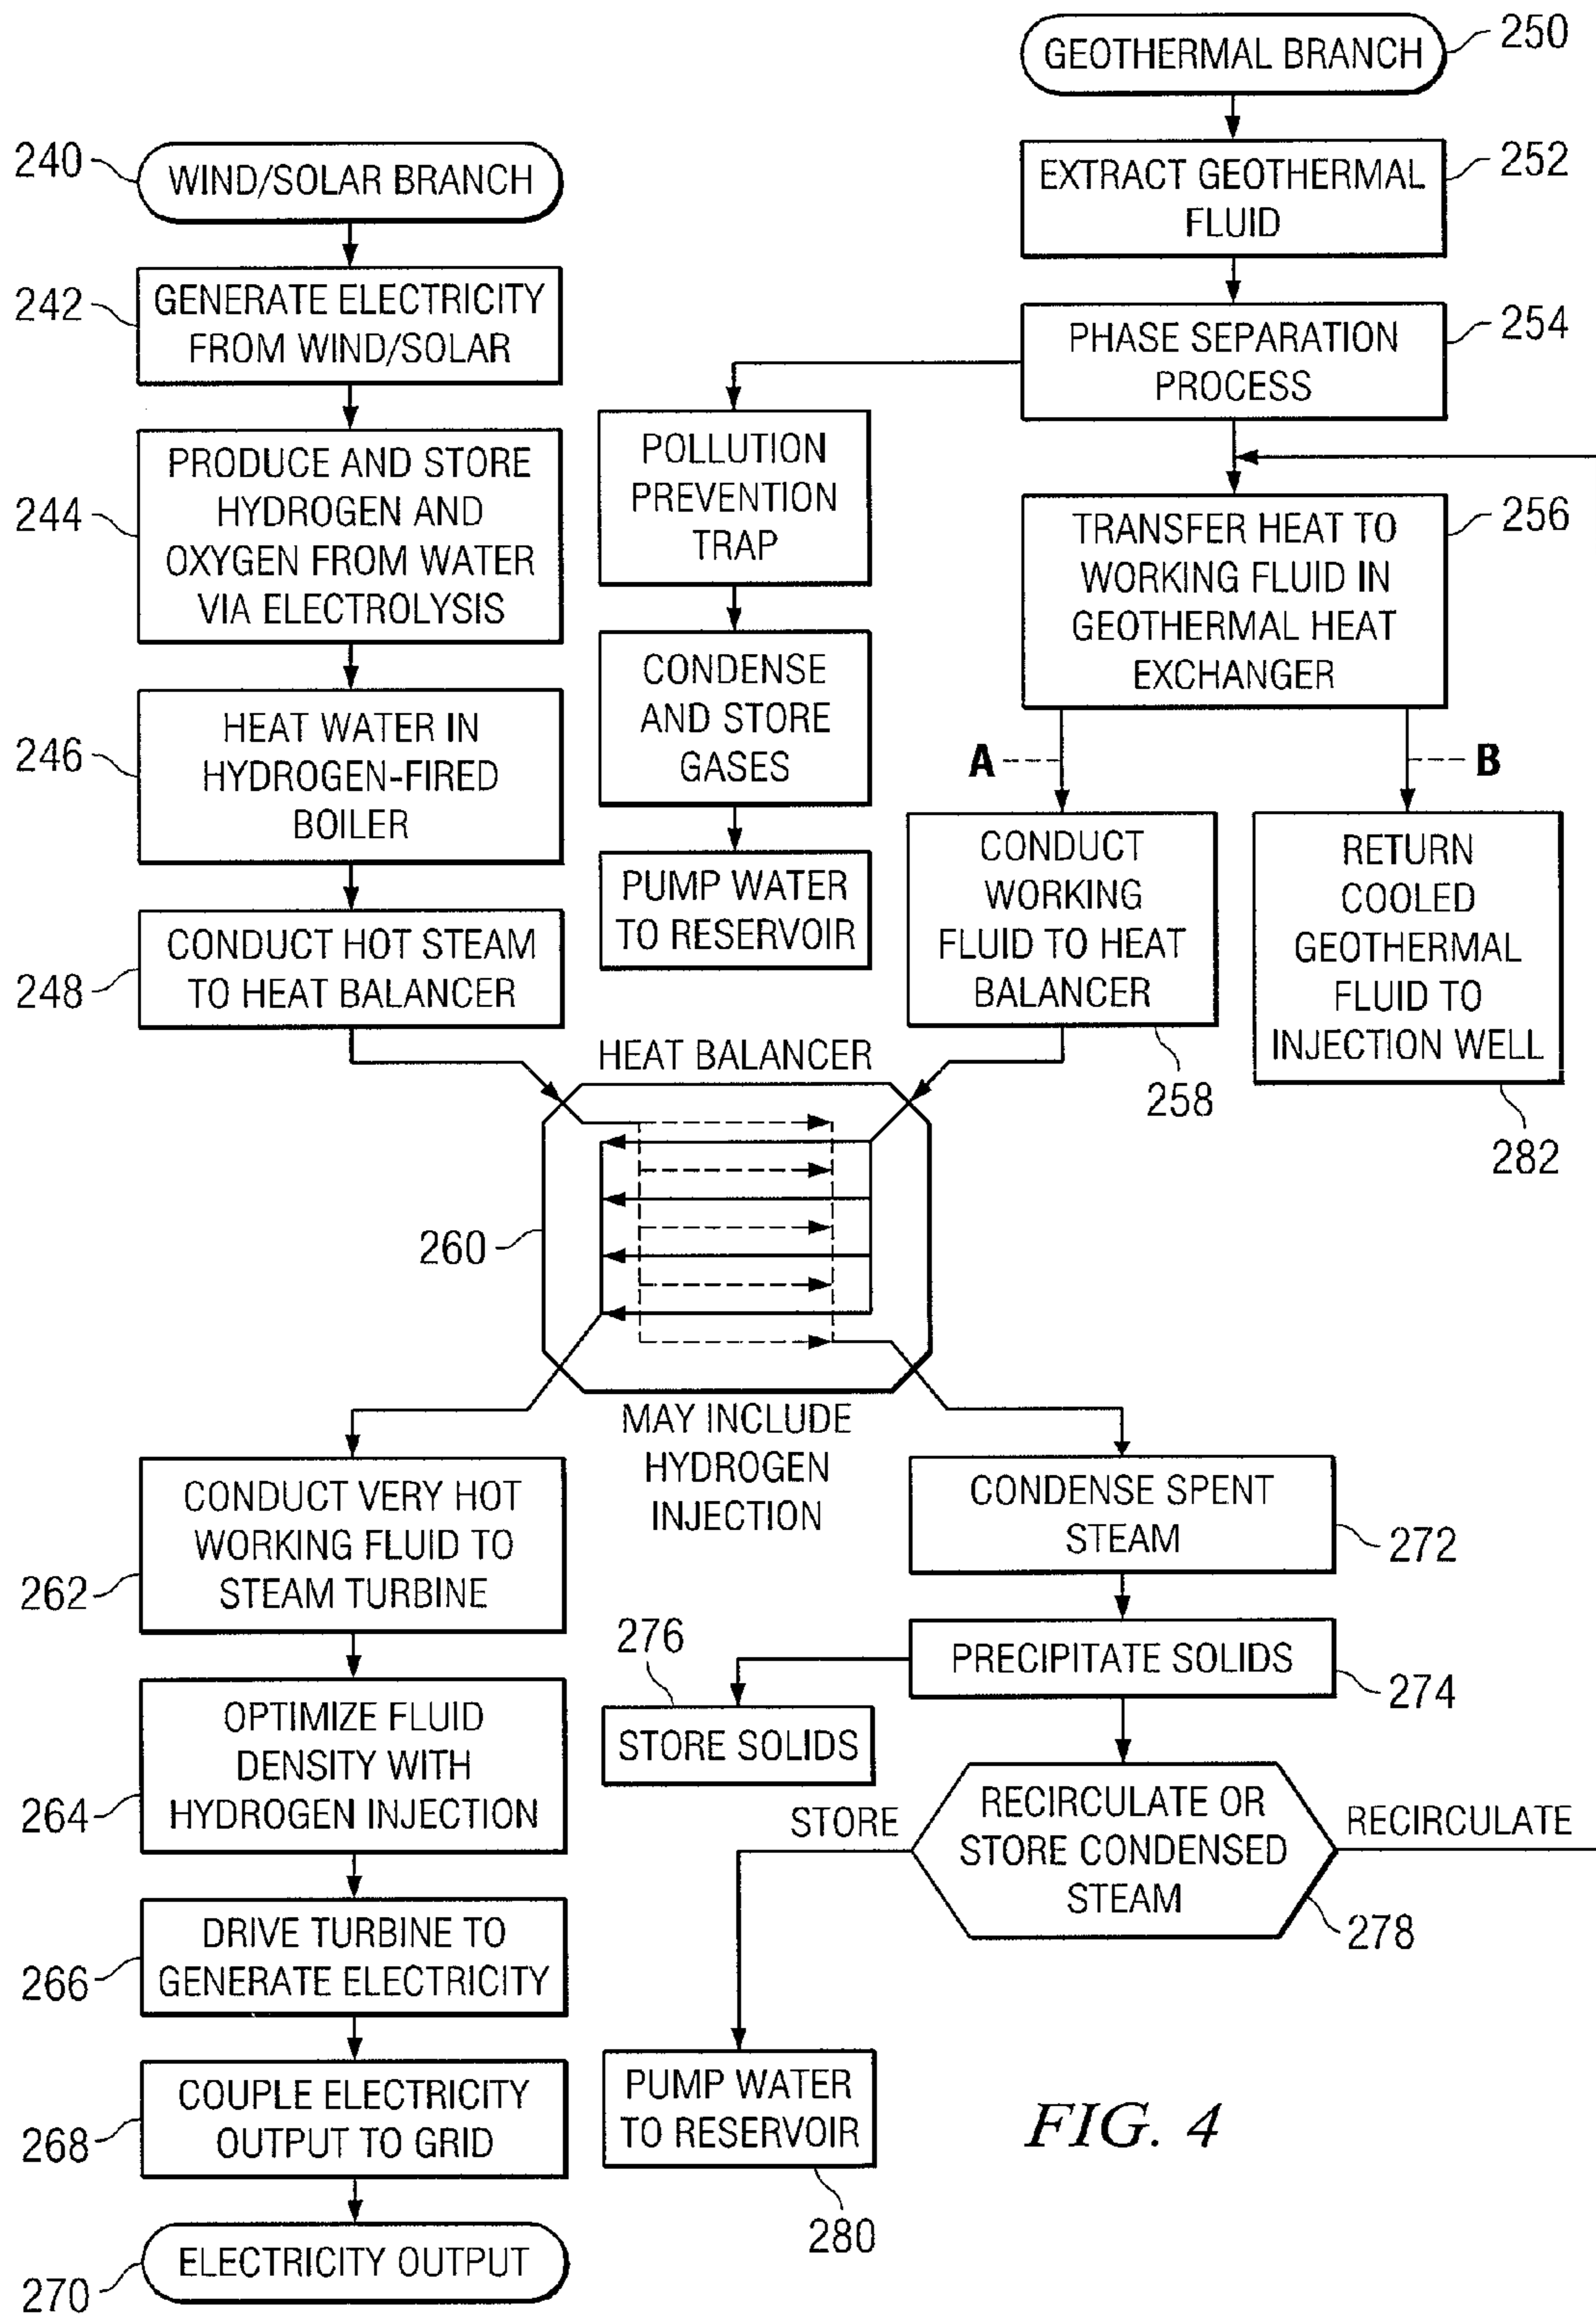 GEOTHERMAL BRANCH
250
EXTRACT GEOTHERMAL
FLUID
252
PHASE SEPARATION
PROCESS
254
240
WIND/SOLAR BRANCH
242
GENERATE ELECTRICITY
FROM WIND/SOLAR
244
PRODUCE AND STORE
HYDROGEN AND
OXYGEN FROM WATER
VIA ELECTROLYSIS
246
HEAT WATER IN
HYDROGEN-FIRED
BOILER
248
CONDUCT HOT STEAM
TO HEAT BALANCER
POLLUTION
PREVENTION
TRAP
CONDENSE
AND STORE
GASES
PUMP WATER
TO RESERVOIR
TRANSFER HEAT TO
WORKING FLUID IN
GEOTHERMAL HEAT
EXCHANGER
256
A
B
CONDUCT
WORKING
FLUID TO HEAT
BALANCER
258
RETURN
COOLED
GEOTHERMAL
FLUID TO
INJECTION WELL
282
HEAT BALANCER
260
MAY INCLUDE
HYDROGEN
INJECTION
262
CONDUCT VERY HOT
WORKING FLUID TO
STEAM TURBINE
264
OPTIMIZE FLUID
DENSITY WITH
HYDROGEN INJECTION
266
DRIVE TURBINE TO
GENERATE ELECTRICITY
268
COUPLE ELECTRICITY
OUTPUT TO GRID
270
ELECTRICITY OUTPUT
CONDENSE SPENT
STEAM
272
PRECIPITATE SOLIDS
274
276
STORE SOLIDS
STORE
RECIRCULATE OR
STORE CONDENSED
STEAM
RECIRCULATE
278
PUMP WATER
TO RESERVOIR
280
FIG. 4